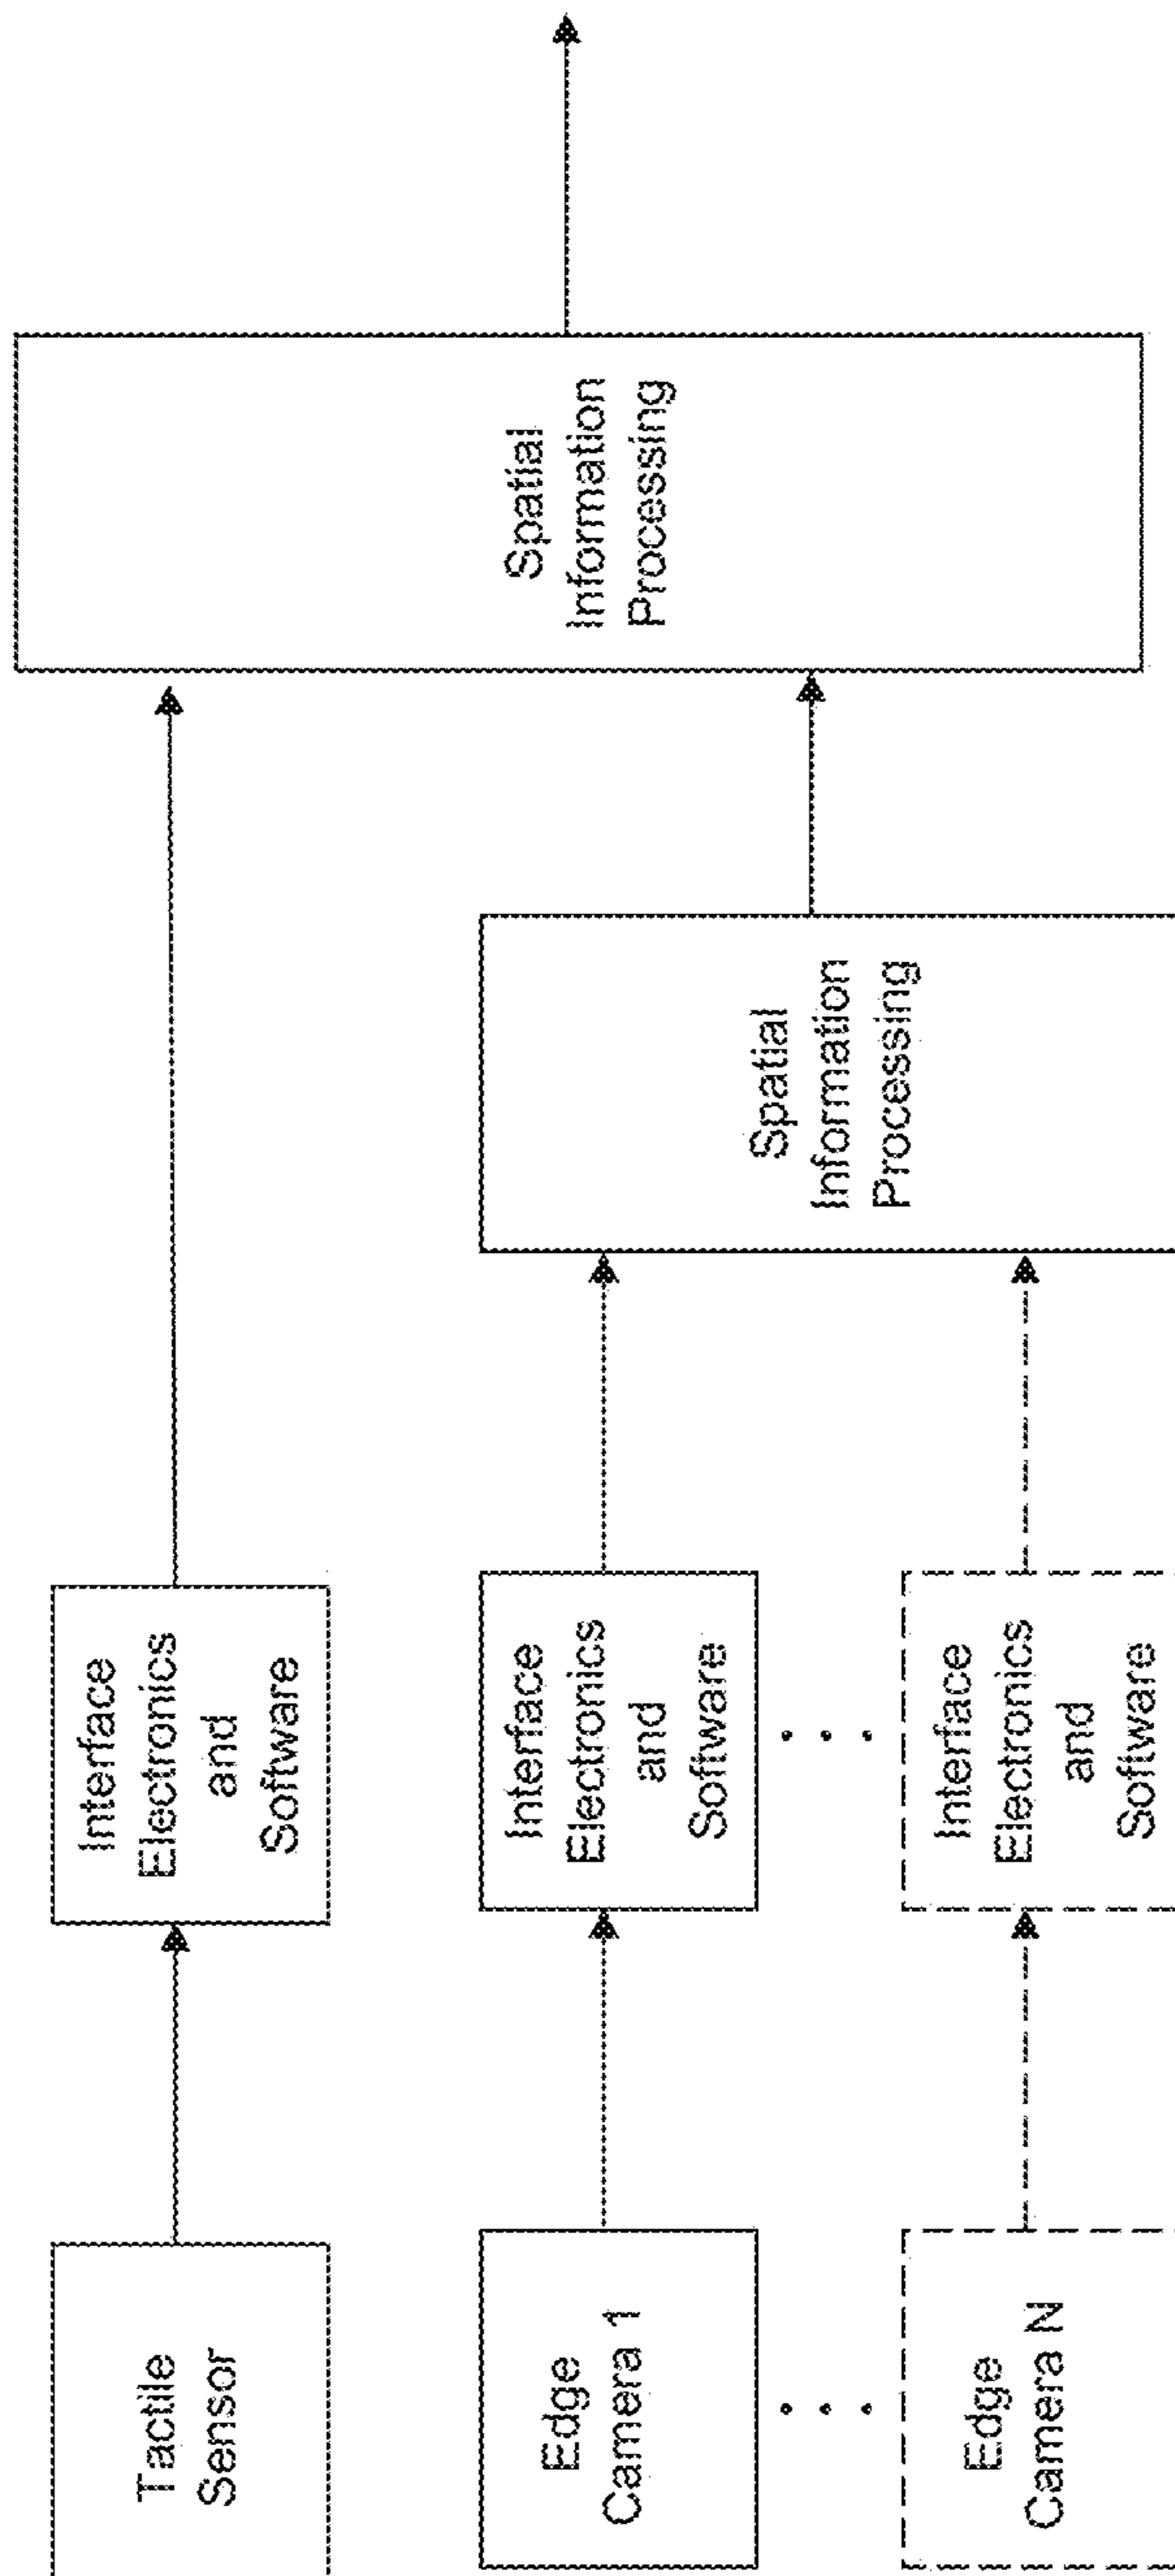 Tactile
Sensor
Interface
Electronics
and
Software
Spatial
Information
Processing
Edge
Camera 1
Interface
Electronics
and
Software
Spatial
Information
Processing
Edge
Camera N
Interface
Electronics
and
Software